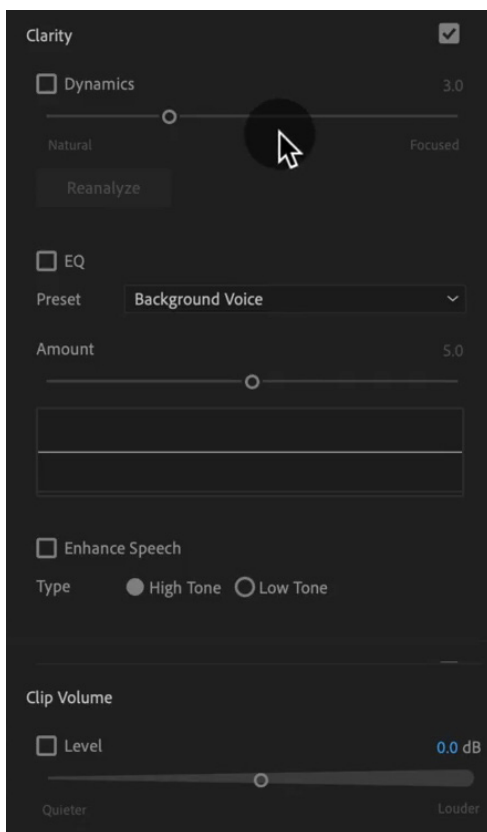 Clarity
Dynamics 3.0
Natural Focused
Reanalyze
EQ
Preset Background Voice
Amount 5.0
Enhance Speech
Type High Tone Low Tone
Clip Volume
Level 0.0 dB
Quieter Louder